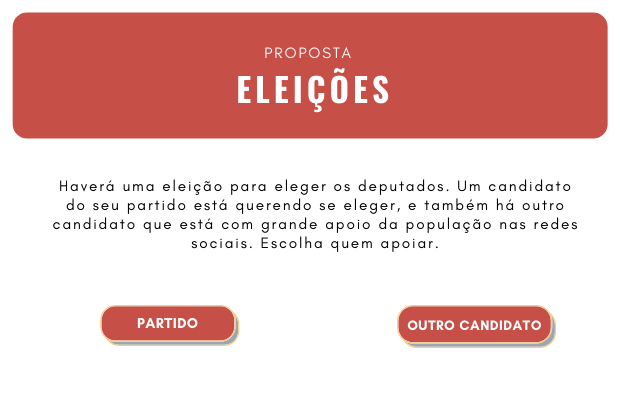 PROPOSTA
ELEIÇÕES
Haverá uma eleição para eleger os deputados. Um candidato
do seu partido está querendo se eleger, e também há outro
candidato que está com grande apoio da população nas redes
sociais. Escolha quem apoiar.
PARTIDO
OUTRO CANDIDATO